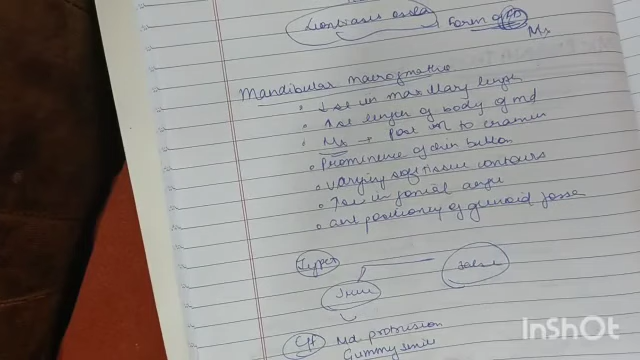 Leontiasis ossea Form of FD
Mx
Mandibular macrognathia
• ↓se in maxillary length
• ↑se length of body of md
• Mx → Post to cranium
• Prominence of chin button
• Varying soft tissue contours
• ↑se in gonial angle
• ant positioning of glenoid fossa
Types
True
False
C/F Md protrusion
Gummy smile
InShOt